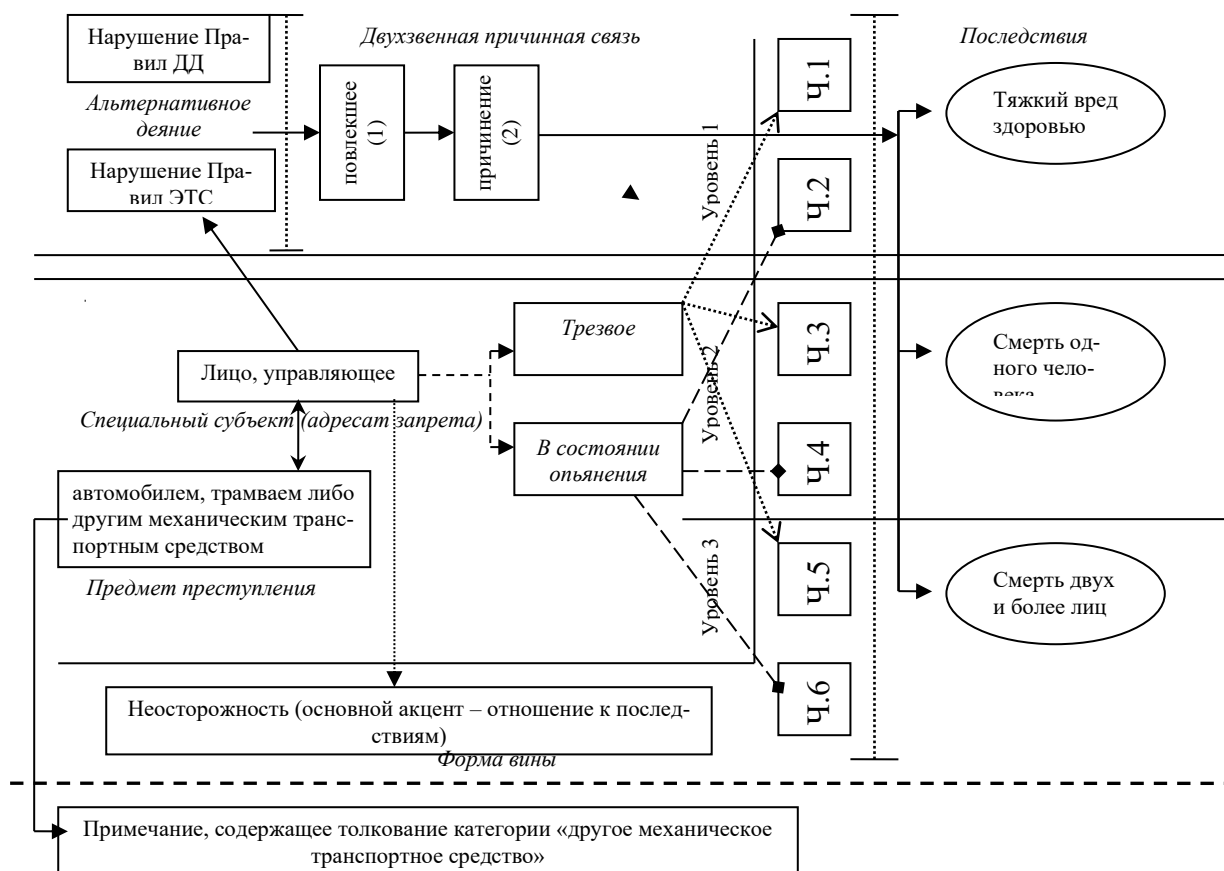 Нарушение Пра-
вил ДД
Альтернативное
деяние
Нарушение Пра-
вил ЭТС
Двухзвенная причинная связь
повлекшее
(1)
причинение
(2)
Уровень 1
Ч.1
Ч.2
Последствия
Тяжкий вред
здоровью
Трезвое
Лицо, управляющее
Специальный субъект (адресат запрета)
В состоянии
опьянения
Уровень 2
Ч.3
Ч.4
Смерть од-
ного чело-
века
автомобилем, трамваем либо
другим механическим транс-
портным средством
Предмет преступления
Уровень 3
Ч.5
Ч.6
Смерть двух
и более лиц
Неосторожность (основной акцент – отношение к послед-
ствиям)
Форма вины
Примечание, содержащее толкование категории «другое механическое
транспортное средство»